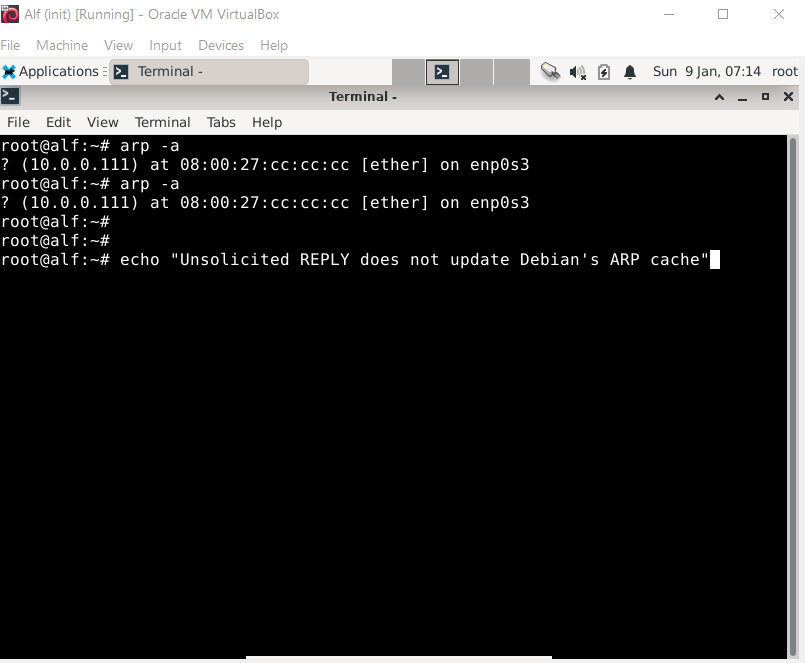 Alf (init) [Running] - Oracle VM VirtualBox
File Machine View Input Devices Help
Applications Terminal - Sun 9 Jan, 07:14 root
Terminal -
File Edit View Terminal Tabs Help
root@alf:~# arp -a
? (10.0.0.111) at 08:00:27:cc:cc:cc [ether] on enp0s3
root@alf:~# arp -a
? (10.0.0.111) at 08:00:27:cc:cc:cc [ether] on enp0s3
root@alf:~#
root@alf:~#
root@alf:~# echo "Unsolicited REPLY does not update Debian's ARP cache"